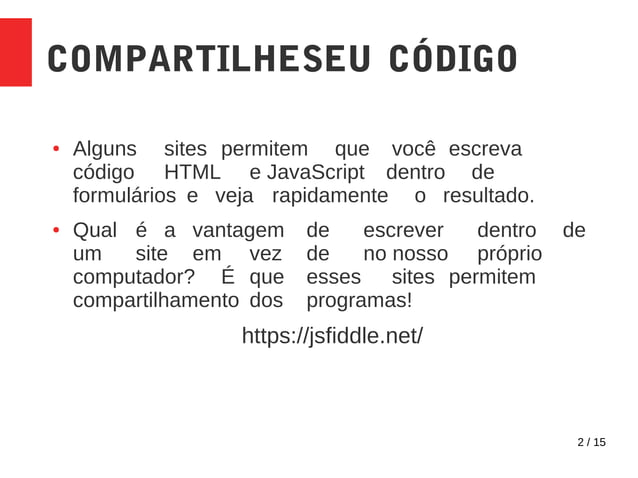 COMPARTILHESEU CÓDIGO
• Alguns sites permitem que você escreva
código HTML e JavaScript dentro de
formulários e veja rapidamente o resultado.
• Qual é a vantagem de escrever dentro de
um site em vez de no nosso próprio
computador? É que esses sites permitem
compartilhamento dos programas!
https://jsfiddle.net/
2 / 15